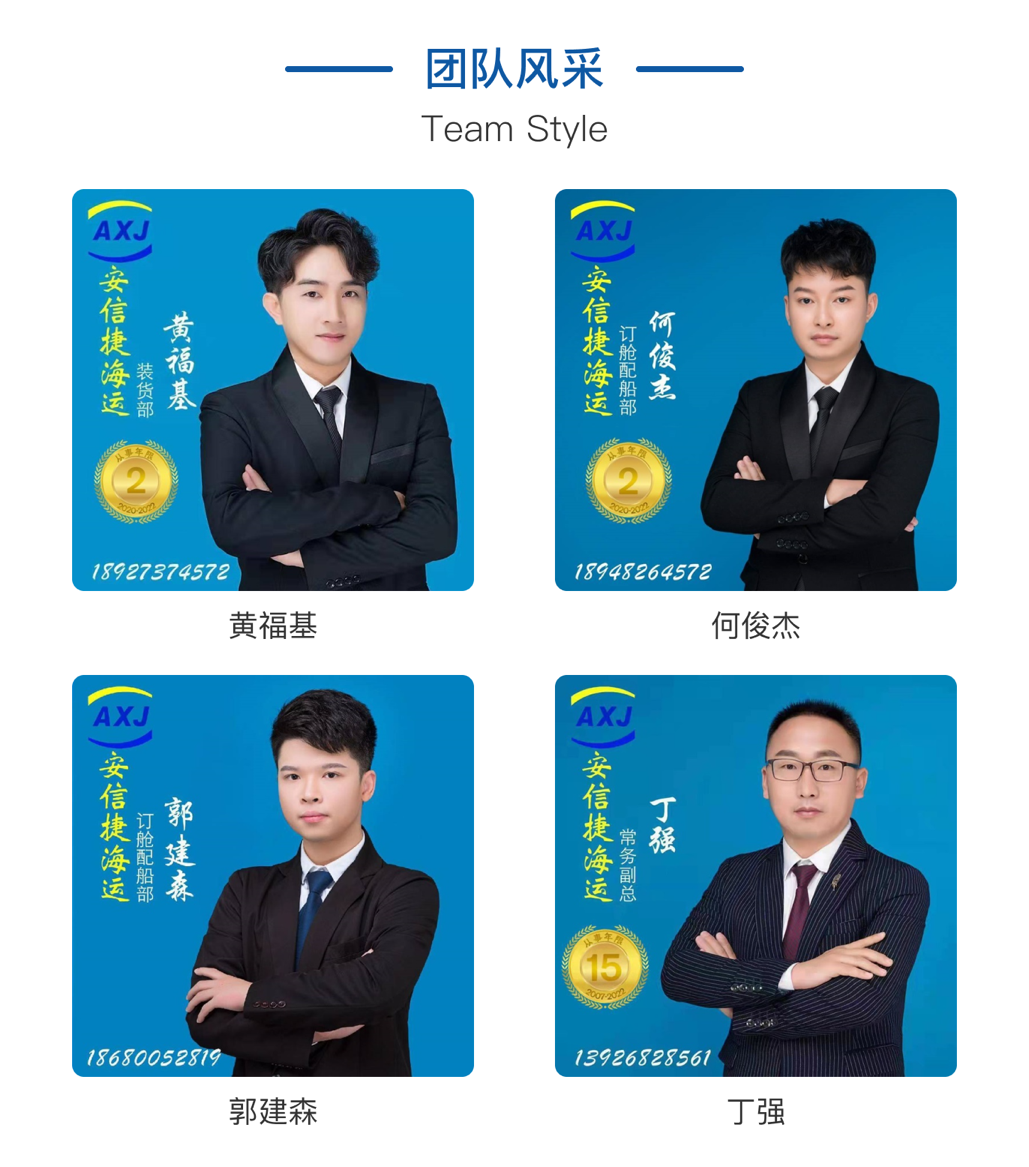 团队风采
Team Style
AXJ
安信捷海运
装货部
黄福基
从事年限
2
2020-2022
18927374572
黄福基
AXJ
安信捷海运
订舱配船部
何俊杰
从事年限
2
2020-2022
18948264572
何俊杰
AXJ
安信捷海运
订舱配船部
郭建森
18680052819
郭建森
AXJ
安信捷海运
常务副总
丁强
从事年限
15
2007-2022
13926828561
丁强